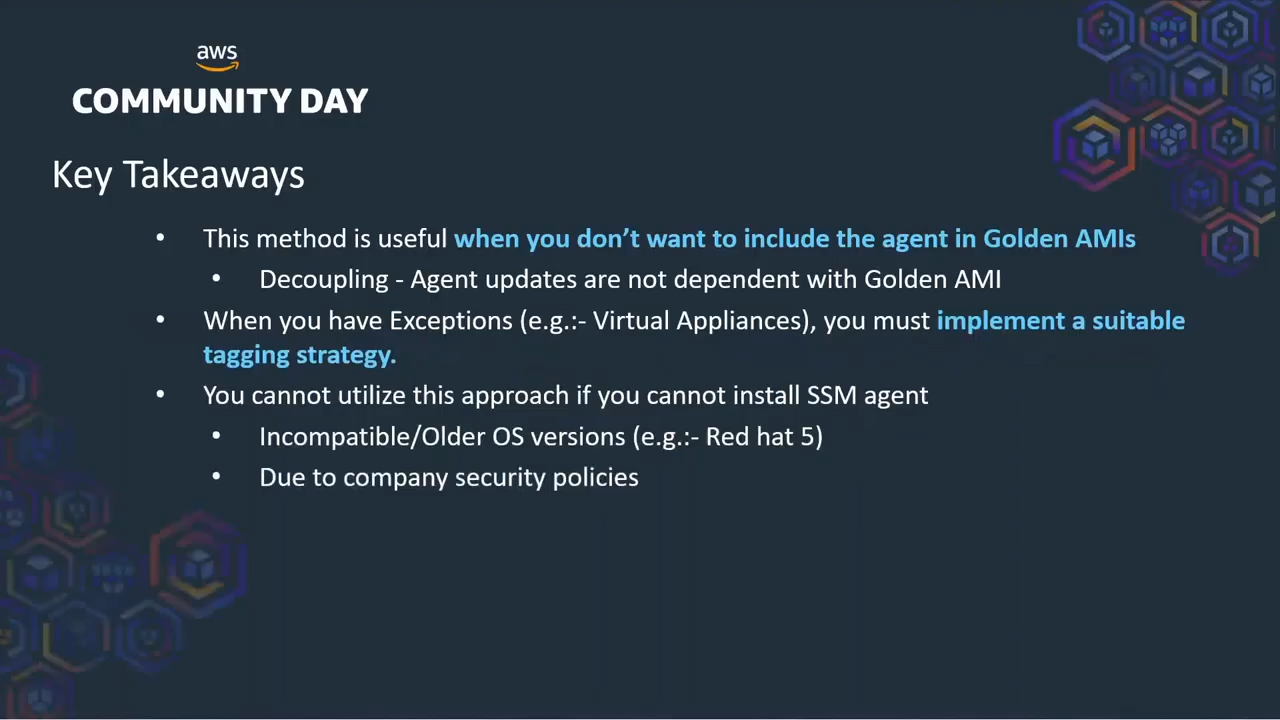 aws
COMMUNITY DAY
Key Takeaways
• This method is useful when you don’t want to include the agent in Golden AMIs
• Decoupling - Agent updates are not dependent with Golden AMI
• When you have Exceptions (e.g.:- Virtual Appliances), you must implement a suitable
tagging strategy.
• You cannot utilize this approach if you cannot install SSM agent
• Incompatible/Older OS versions (e.g.:- Red hat 5)
• Due to company security policies